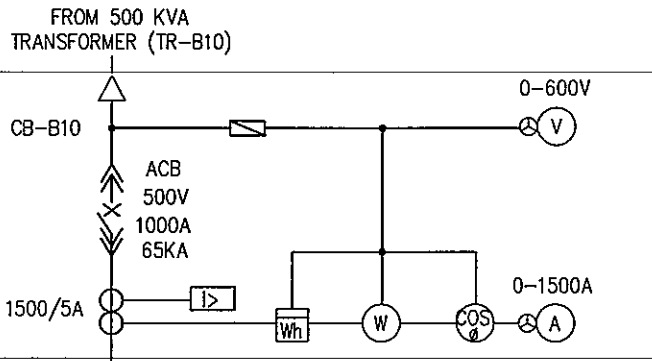 FROM 500 KVA
TRANSFORMER (TR-B10)
0-600V
CB-B10
V
ACB
500V
1000A
65KA
0-1500A
1500/5A
I>
Wh
W
COS
Ø
A